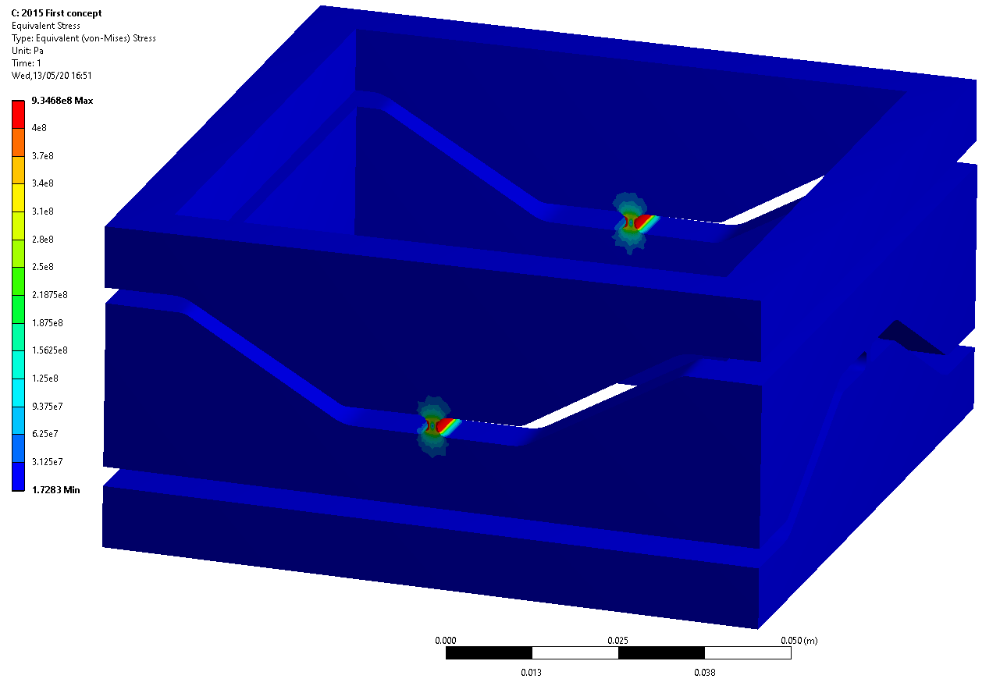 C: 2015 First concept
Equivalent Stress
Type: Equivalent (von-Mises) Stress
Unit: Pa
Time: 1
Wed,13/05/20 16:51
9.3468e8 Max
4e8
3.7e8
3.4e8
3.1e8
2.8e8
2.5e8
2.1875e8
1.875e8
1.5625e8
1.25e8
9.375e7
6.25e7
3.125e7
1.7283 Min
0.000
0.025
0.050 (m)
0.013
0.038